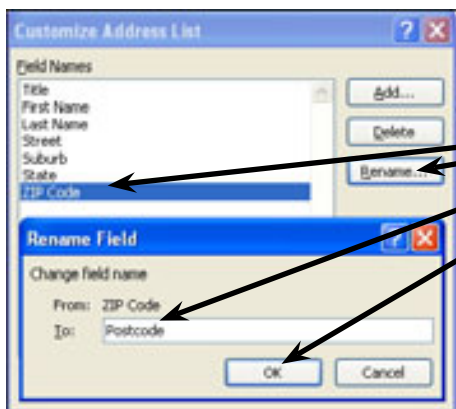 Customize Address List
Field Names
Title
First Name
Last Name
Street
Suburb
State
ZIP Code
Add...
Delete
Rename...
Rename Field
Change field name
From: ZIP Code
To: Postcode
OK Cancel